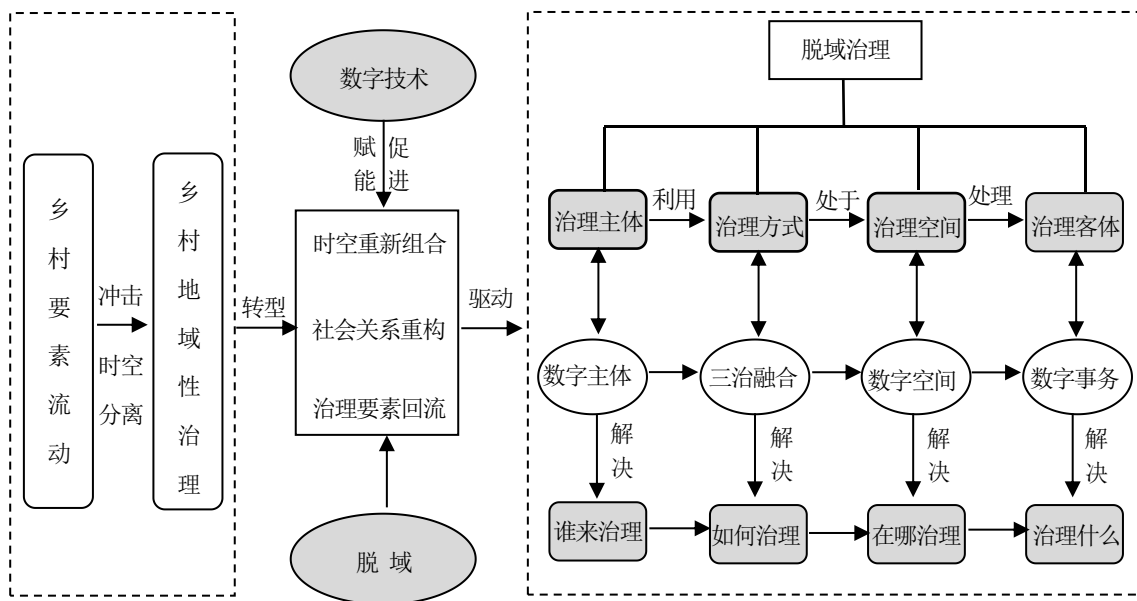 脱域治理
数字技术
赋能
促进
乡村要素流动
冲击
时空
分离
乡村地域性治理
转型
时空重新组合
社会关系重构
治理要素回流
驱动
脱 域
治理主体
利用
治理方式
处于
治理空间
处理
治理客体
数字主体
三治融合
数字空间
数字事务
解决
解决
解决
解决
谁来治理
如何治理
在哪治理
治理什么